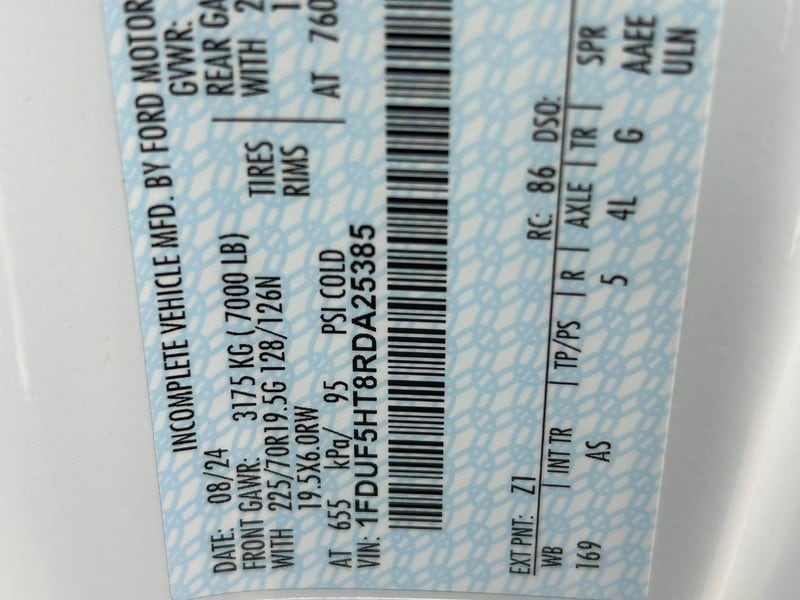 INCOMPLETE VEHICLE MFD. BY FORD MOTOR
DATE: 08/24 GVWR:
FRONT GAWR: 3175 KG ( 7000 LB) REAR GA
WITH 225/70R19.5G 128/126N TIRES WITH 2
19.5X6.0RW RIMS 1
AT 655 kPa/ 95 PSI COLD AT 760
VIN: 1FDUF5HT8RDA25385
EXT PNT: Z1 RC: 86 DSO:
WB | INT TR | TP/PS | R | AXLE | TR | SPR
169 AS 5 4L G AAEE
ULN